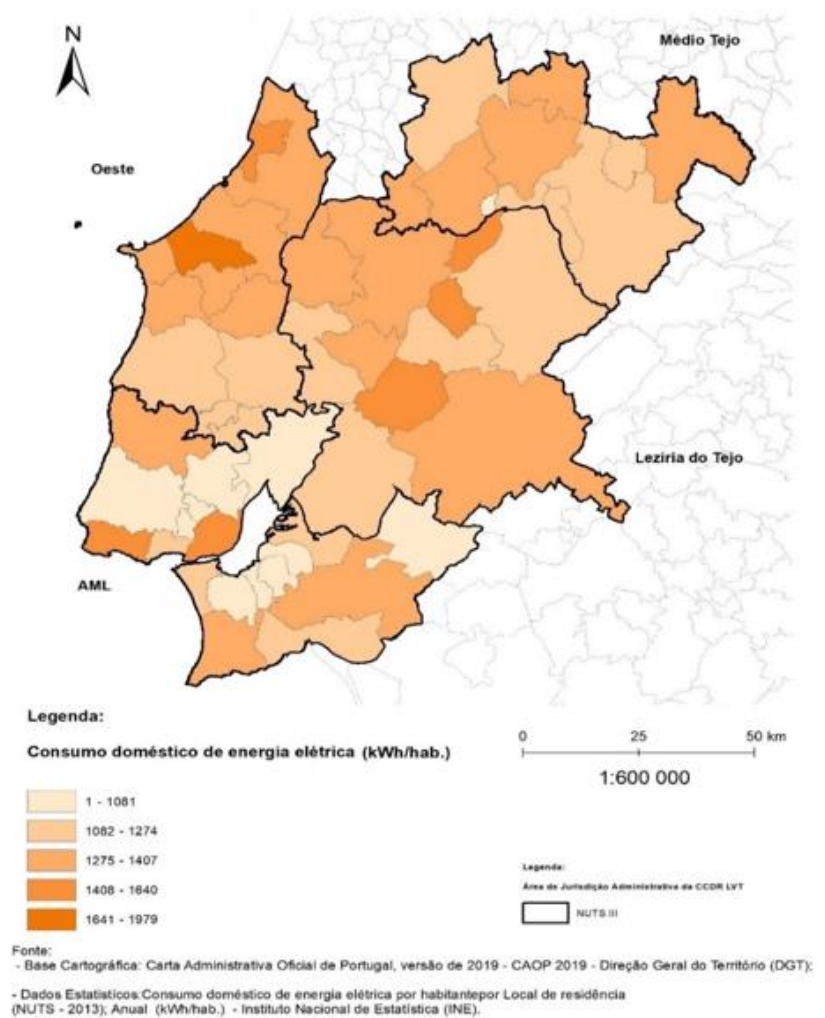 N
Médio Tejo
Oeste
Lezíria do Tejo
AML
Legenda:
Consumo doméstico de energia elétrica (kWh/hab.)
1 - 1081
1082 - 1274
1275 - 1407
1408 - 1640
1641 - 1979
0 25 50 km
1:600 000
Legenda:
Área de Jurisdição Administrativa da CCDR LVT
NUTS III
Fonte:
- Base Cartográfica: Carta Administrativa Oficial de Portugal, versão de 2019 - CAOP 2019 - Direção Geral do Território (DGT);
- Dados Estatísticos:Consumo doméstico de energia elétrica por habitantepor Local de residência
(NUTS - 2013); Anual (kWh/hab.) - Instituto Nacional de Estatística (INE).